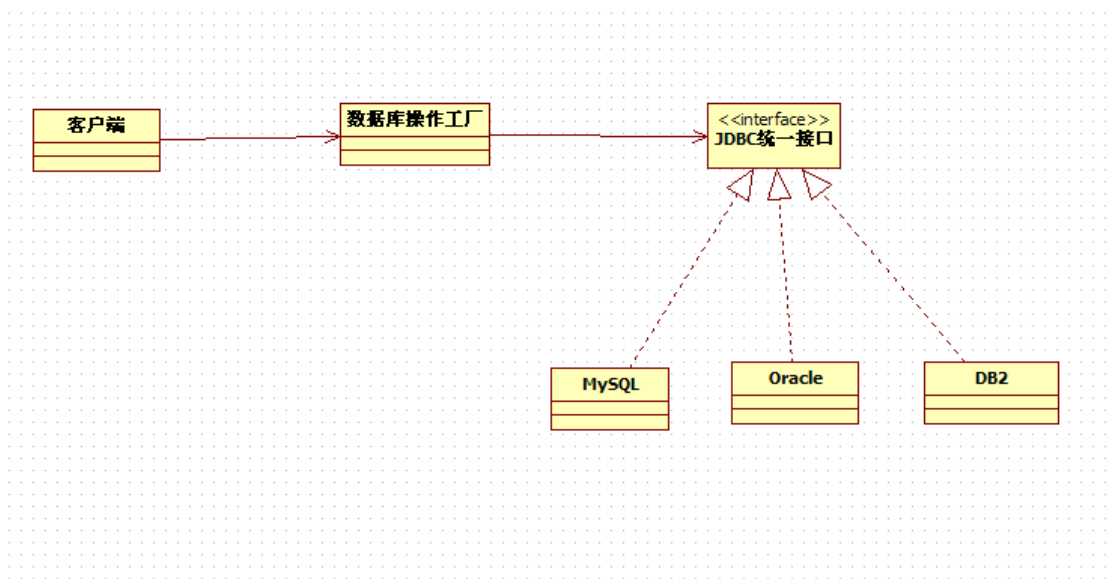 客户端
数据库操作工厂
<<interface>>
JDBC统一接口
MySQL
Oracle
DB2